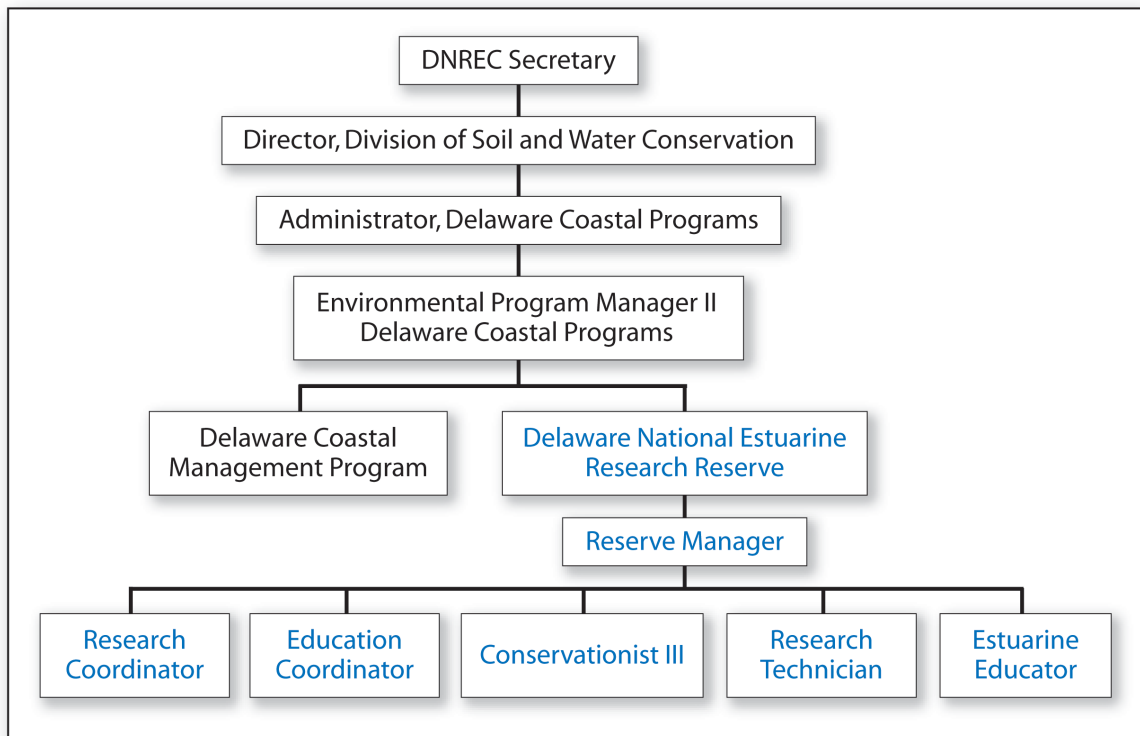 DNREC Secretary
Director, Division of Soil and Water Conservation
Administrator, Delaware Coastal Programs
Environmental Program Manager II
Delaware Coastal Programs
Delaware Coastal
Management Program
Delaware National Estuarine
Research Reserve
Reserve Manager
Research
Coordinator
Education
Coordinator
Conservationist III
Research
Technician
Estuarine
Educator